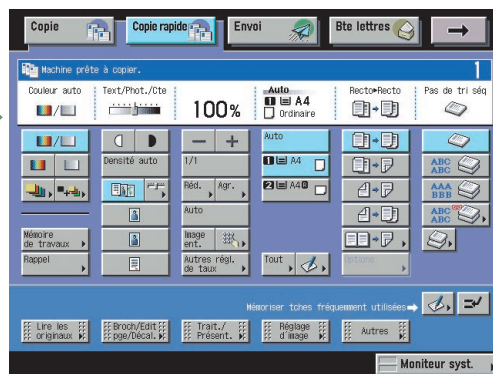 Copie
Copie rapide
Envoi
Bte lettres
Machine prête à copier.
1
Couleur auto
Text/Phot./Cte
100%
Auto
A4
Ordinaire
Recto▸Recto
Pas de tri séq
Densité auto
1/1
Auto
1 A4
Réd.
Agr.
2 A4
ABC
ABC
AAA
BBB
Auto
ABC
ABC
Mémoire
de travaux
Image
ent.
Rappel
Autres régl.
de taux
Tout
Options
Mémoriser tches fréquemment utilisées
Lire les
originaux
Broch/Edit
pge/Décal.
Trait./
Présent.
Réglage
d'image
Autres
Moniteur syst.